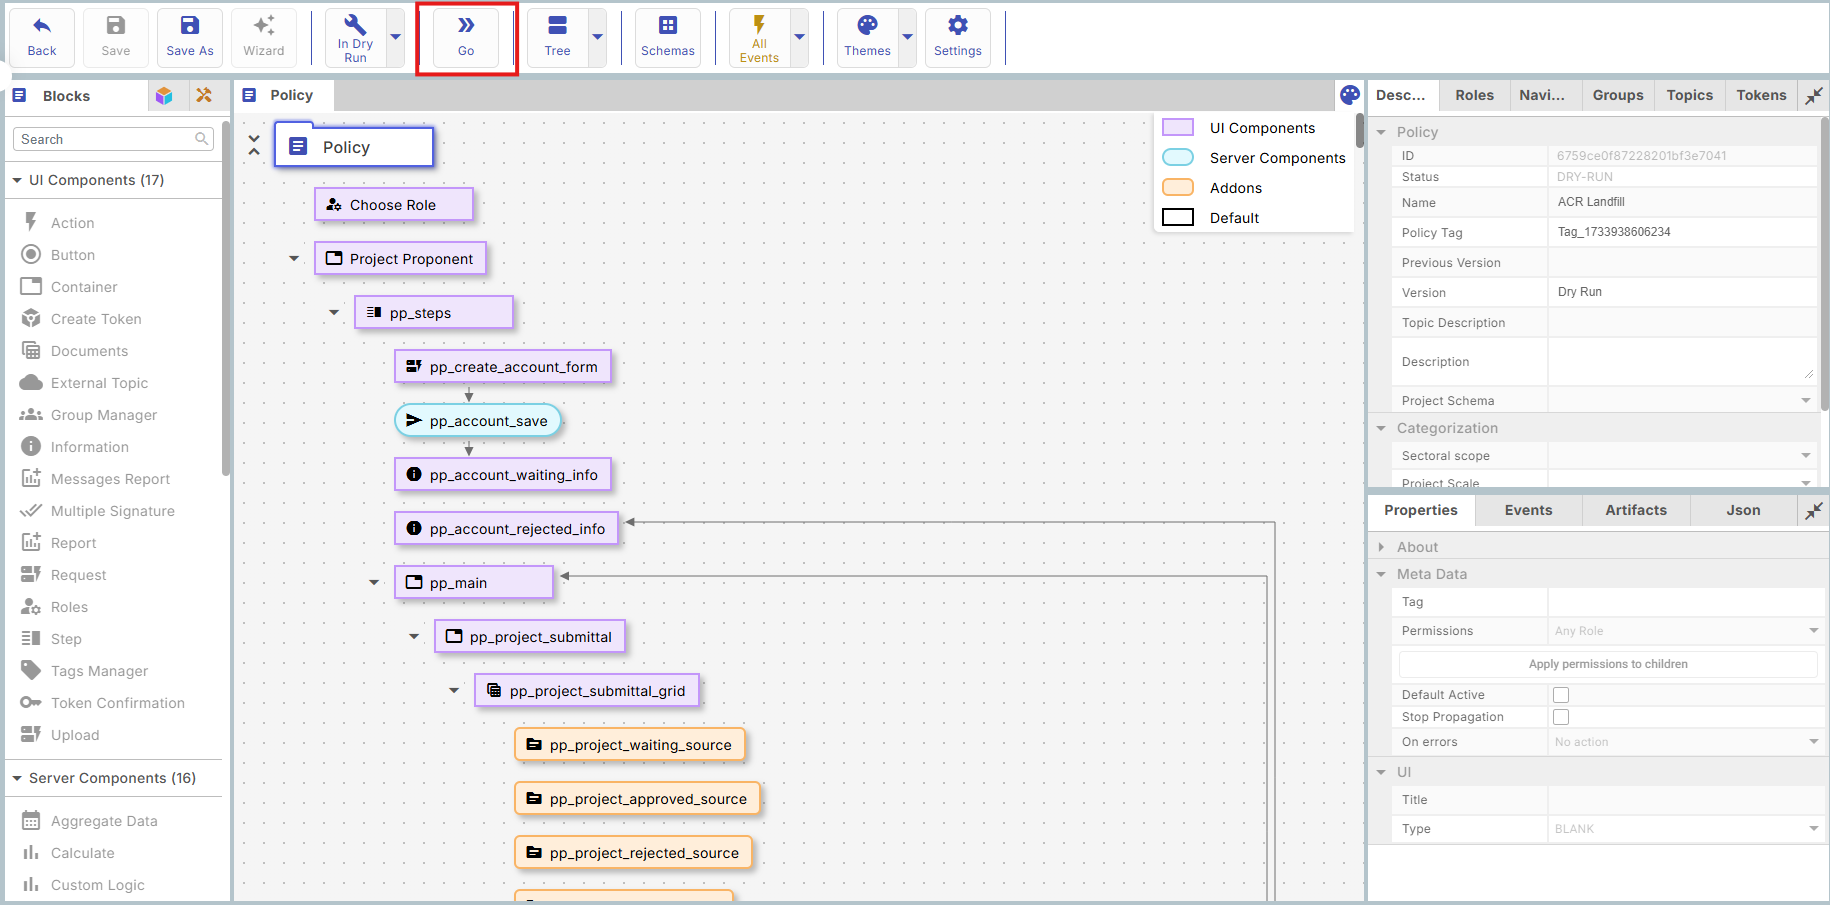 Back
Save
Save As
Wizard
In Dry
Run
Go
Tree
Schemas
All
Events
Themes
Settings
Blocks
Search
UI Components (17)
Action
Button
Container
Create Token
Documents
External Topic
Group Manager
Information
Messages Report
Multiple Signature
Report
Request
Roles
Step
Tags Manager
Token Confirmation
Upload
Server Components (16)
Aggregate Data
Calculate
Custom Logic
Policy
Policy
Choose Role
Project Proponent
pp_steps
pp_create_account_form
pp_account_save
pp_account_waiting_info
pp_account_rejected_info
pp_main
pp_project_submittal
pp_project_submittal_grid
pp_project_waiting_source
pp_project_approved_source
pp_project_rejected_source
UI Components
Server Components
Addons
Default
Desc...
Roles
Navi...
Groups
Topics
Tokens
Policy
ID 6759ce0f87228201bf3e7041
Status DRY-RUN
Name ACR Landfill
Policy Tag Tag_1733938606234
Previous Version
Version Dry Run
Topic Description
Description
Project Schema
Categorization
Sectoral scope
Project Scale
Properties
Events
Artifacts
Json
About
Meta Data
Tag
Permissions Any Role
Apply permissions to children
Default Active
Stop Propagation
On errors No action
UI
Title
Type BLANK